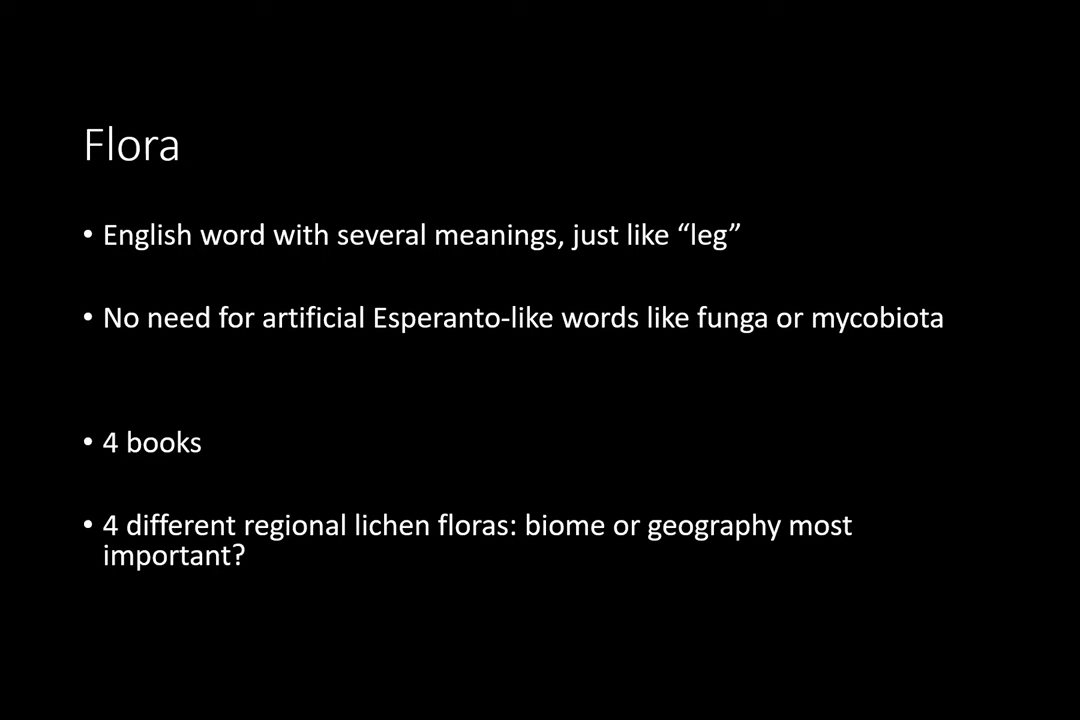 Flora
• English word with several meanings, just like “leg”
• No need for artificial Esperanto-like words like funga or mycobiota
• 4 books
• 4 different regional lichen floras: biome or geography most
important?